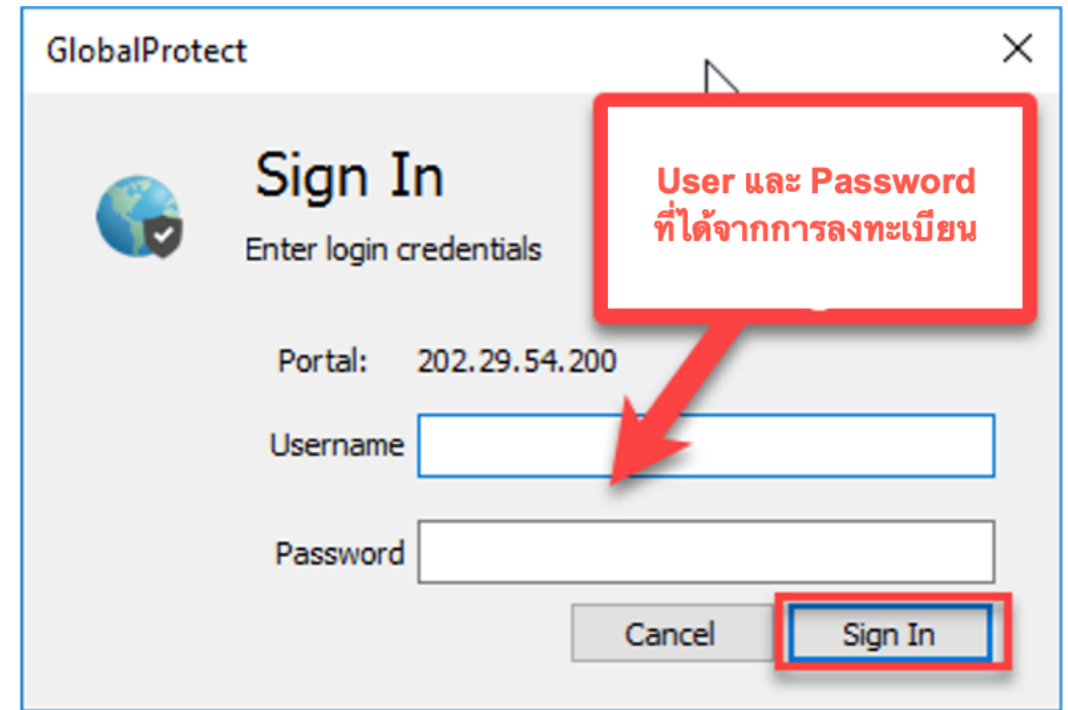 GlobalProtect
Sign In
Enter login credentials
User และ Password
ที่ได้จากการลงทะเบียน
Portal: 202.29.54.200
Username
Password
Cancel Sign In